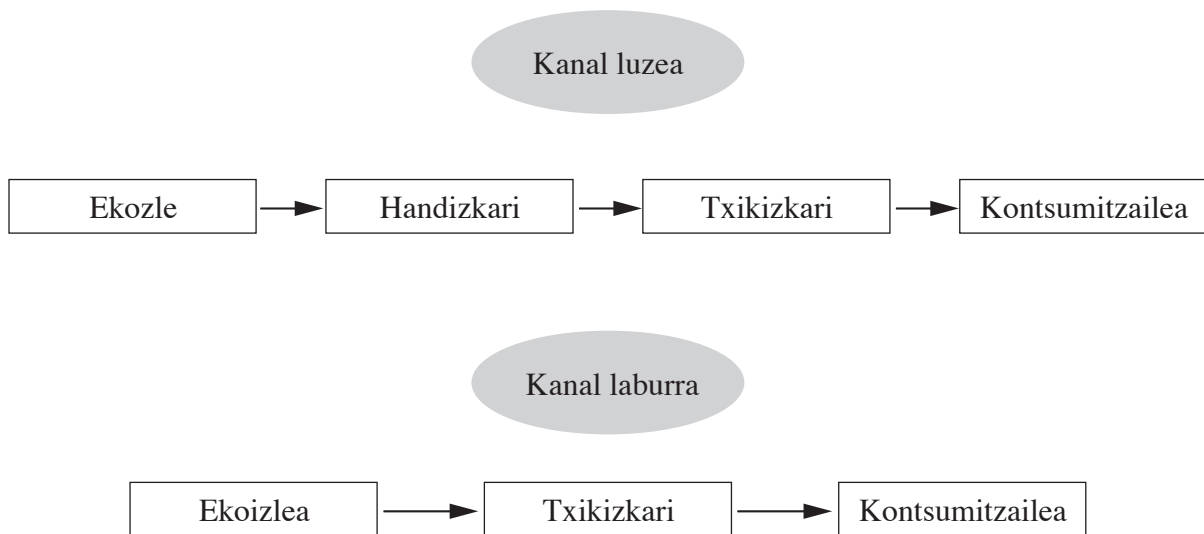 Kanal luzea
Ekozle Handizkari Txikizkari Kontsumitzailea
Kanal laburra
Ekoizlea Txikizkari Kontsumitzailea